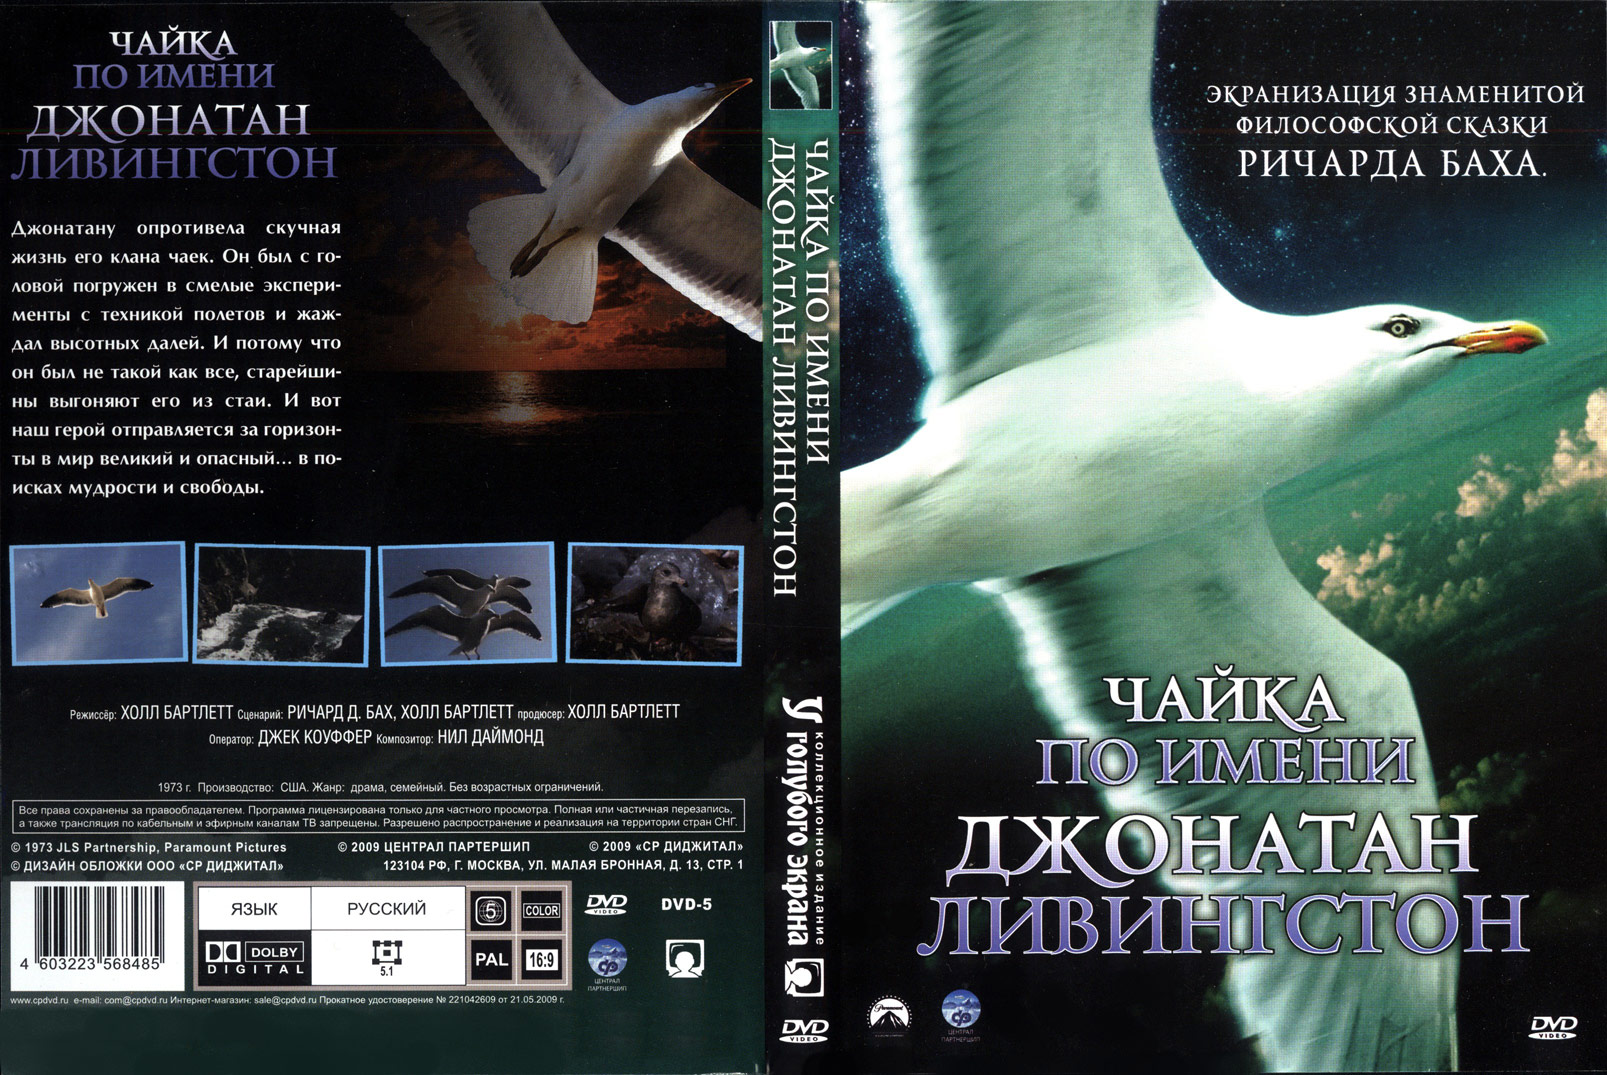 ЧАЙКА
ПО ИМЕНИ
ДЖОНАТАН
ЛИВИНГСТОН
Джонатану опротивела скучная
жизнь его клана чаек. Он был с го-
ловой погружен в смелые экспери-
менты с техникой полетов и жаж-
дал высотных далей. И потому что
он был не такой как все, старейши-
ны выгоняют его из стаи. И вот
наш герой отправляется за горизон-
ты в мир великий и опасный... в по-
исках мудрости и свободы.
Режиссёр: ХОЛЛ БАРТЛЕТТ Сценарий: РИЧАРД Д. БАХ, ХОЛЛ БАРТЛЕТТ продюсер: ХОЛЛ БАРТЛЕТТ
Оператор: ДЖЕК КОУФФЕР Композитор: НИЛ ДАЙМОНД
1973 г. Производство: США. Жанр: драма, семейный. Без возрастных ограничений.
Все права сохранены за правообладателем. Программа лицензирована только для частного просмотра. Полная или частичная перезапись,
а также трансляция по кабельным и эфирным каналам ТВ запрещены. Разрешено распространение и реализация на территории стран СНГ.
© 1973 JLS Partnership, Paramount Pictures © 2009 ЦЕНТРАЛ ПАРТЕРШИП © 2009 «СР ДИДЖИТАЛ»
© ДИЗАЙН ОБЛОЖКИ ООО «СР ДИДЖИТАЛ» 123104 РФ, Г. МОСКВА, УЛ. МАЛАЯ БРОННАЯ, Д. 13, СТР. 1
4 603223 568485
ЯЗЫК РУССКИЙ
DOLBY
DIGITAL
5.1
5
COLOR
PAL
16:9
DVD
VIDEO
DVD-5
ср
ЦЕНТРАЛ
ПАРТНЕРШИП
www.cpdvd.ru e-mail: com@cpdvd.ru Интернет-магазин: sale@cpdvd.ru Прокатное удостоверение № 221042609 от 21.05.2009 г.
ЧАЙКА ПО ИМЕНИ
ДЖОНАТАН ЛИВИНГСТОН
коллекционное издание
У голубого экрана
DVD
VIDEO
ЭКРАНИЗАЦИЯ ЗНАМЕНИТОЙ
ФИЛОСОФСКОЙ СКАЗКИ
РИЧАРДА БАХА.
ЧАЙКА
ПО ИМЕНИ
ДЖОНАТАН
ЛИВИНГСТОН
Paramount
ср
ЦЕНТРАЛ
ПАРТНЕРШИП
DVD
VIDEO